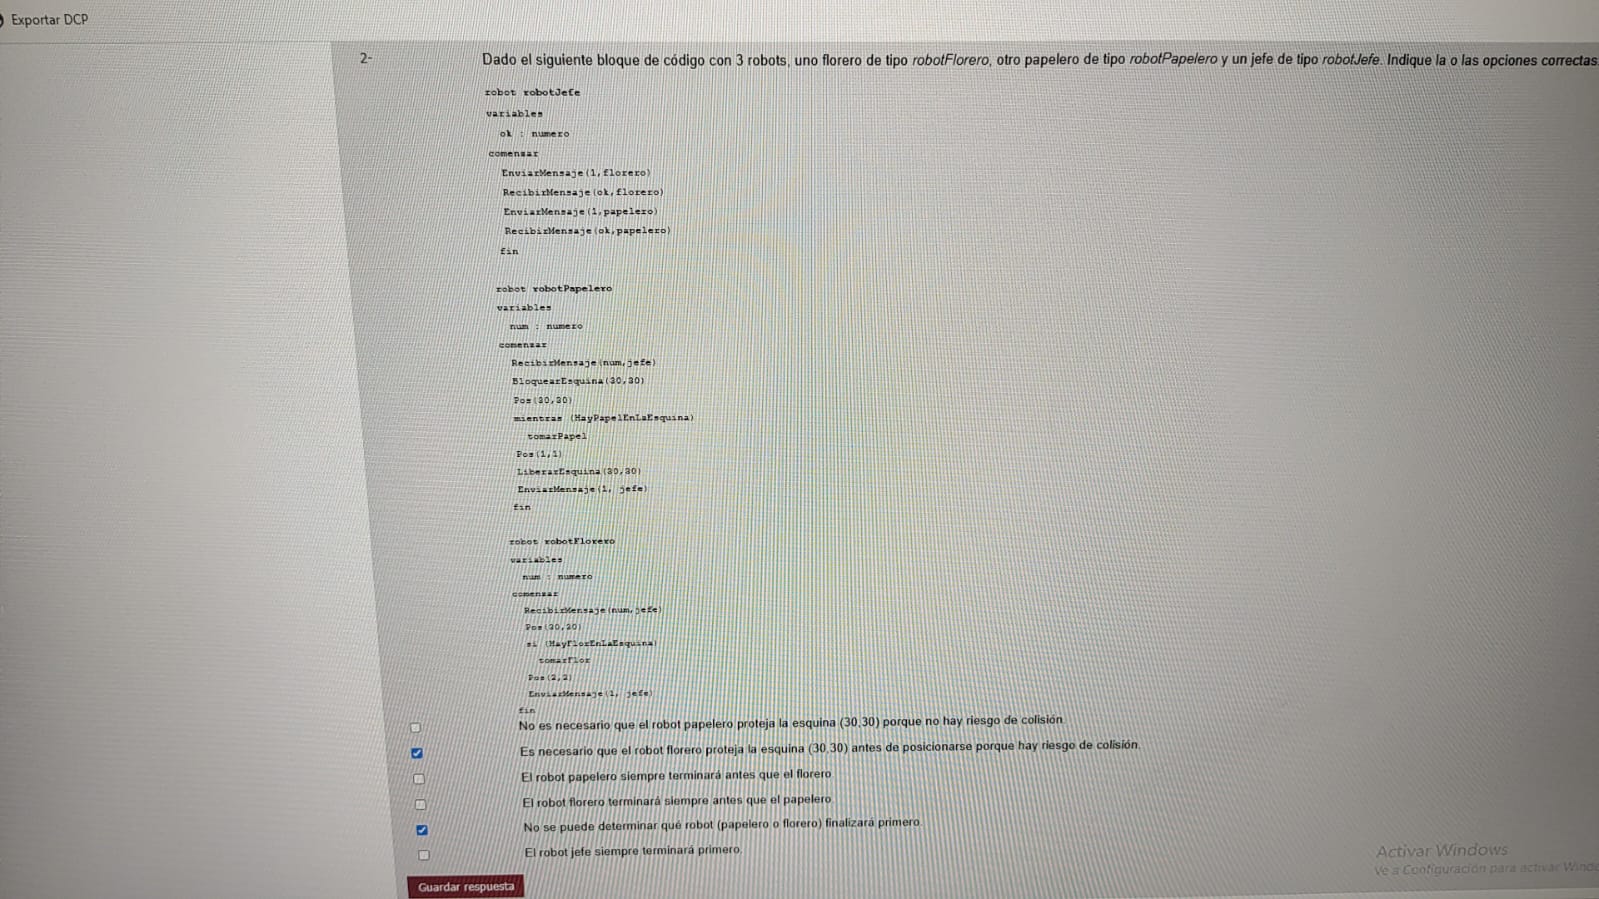 Exportar DCP
2-
Dado el siguiente bloque de código con 3 robots, uno florero de tipo robotFlorero, otro papelero de tipo robotPapelero y un jefe de tipo robotJefe. Indique la o las opciones correctas
robot robotJefe
variables
ok : numero
comenzar
EnviarMensaje(1,florero)
RecibirMensaje(ok,florero)
EnviarMensaje(1,papelero)
RecibirMensaje(ok,papelero)
fin
robot robotPapelero
variables
num : numero
comenzar
RecibirMensaje(num,jefe)
BloquearEsquina(30,30)
Pos(30,30)
mientras (HayPapelEnLaEsquina)
tomarPapel
Pos(1,1)
LiberarEsquina(30,30)
EnviarMensaje(1, jefe)
fin
robot robotFlorero
variables
num : numero
comenzar
RecibirMensaje(num,jefe)
Pos(30,30)
si (HayFlorEnLaEsquina)
tomarFlor
Pos(2,2)
EnviarMensaje(1, jefe)
fin
No es necesario que el robot papelero proteja la esquina (30,30) porque no hay riesgo de colisión.
Es necesario que el robot florero proteja la esquina (30,30) antes de posicionarse porque hay riesgo de colisión.
El robot papelero siempre terminará antes que el florero
El robot florero terminará siempre antes que el papelero
No se puede determinar qué robot (papelero o florero) finalizará primero.
El robot jefe siempre terminará primero.
Guardar respuesta
Activar Windows
Ve a Configuración para activar Windo